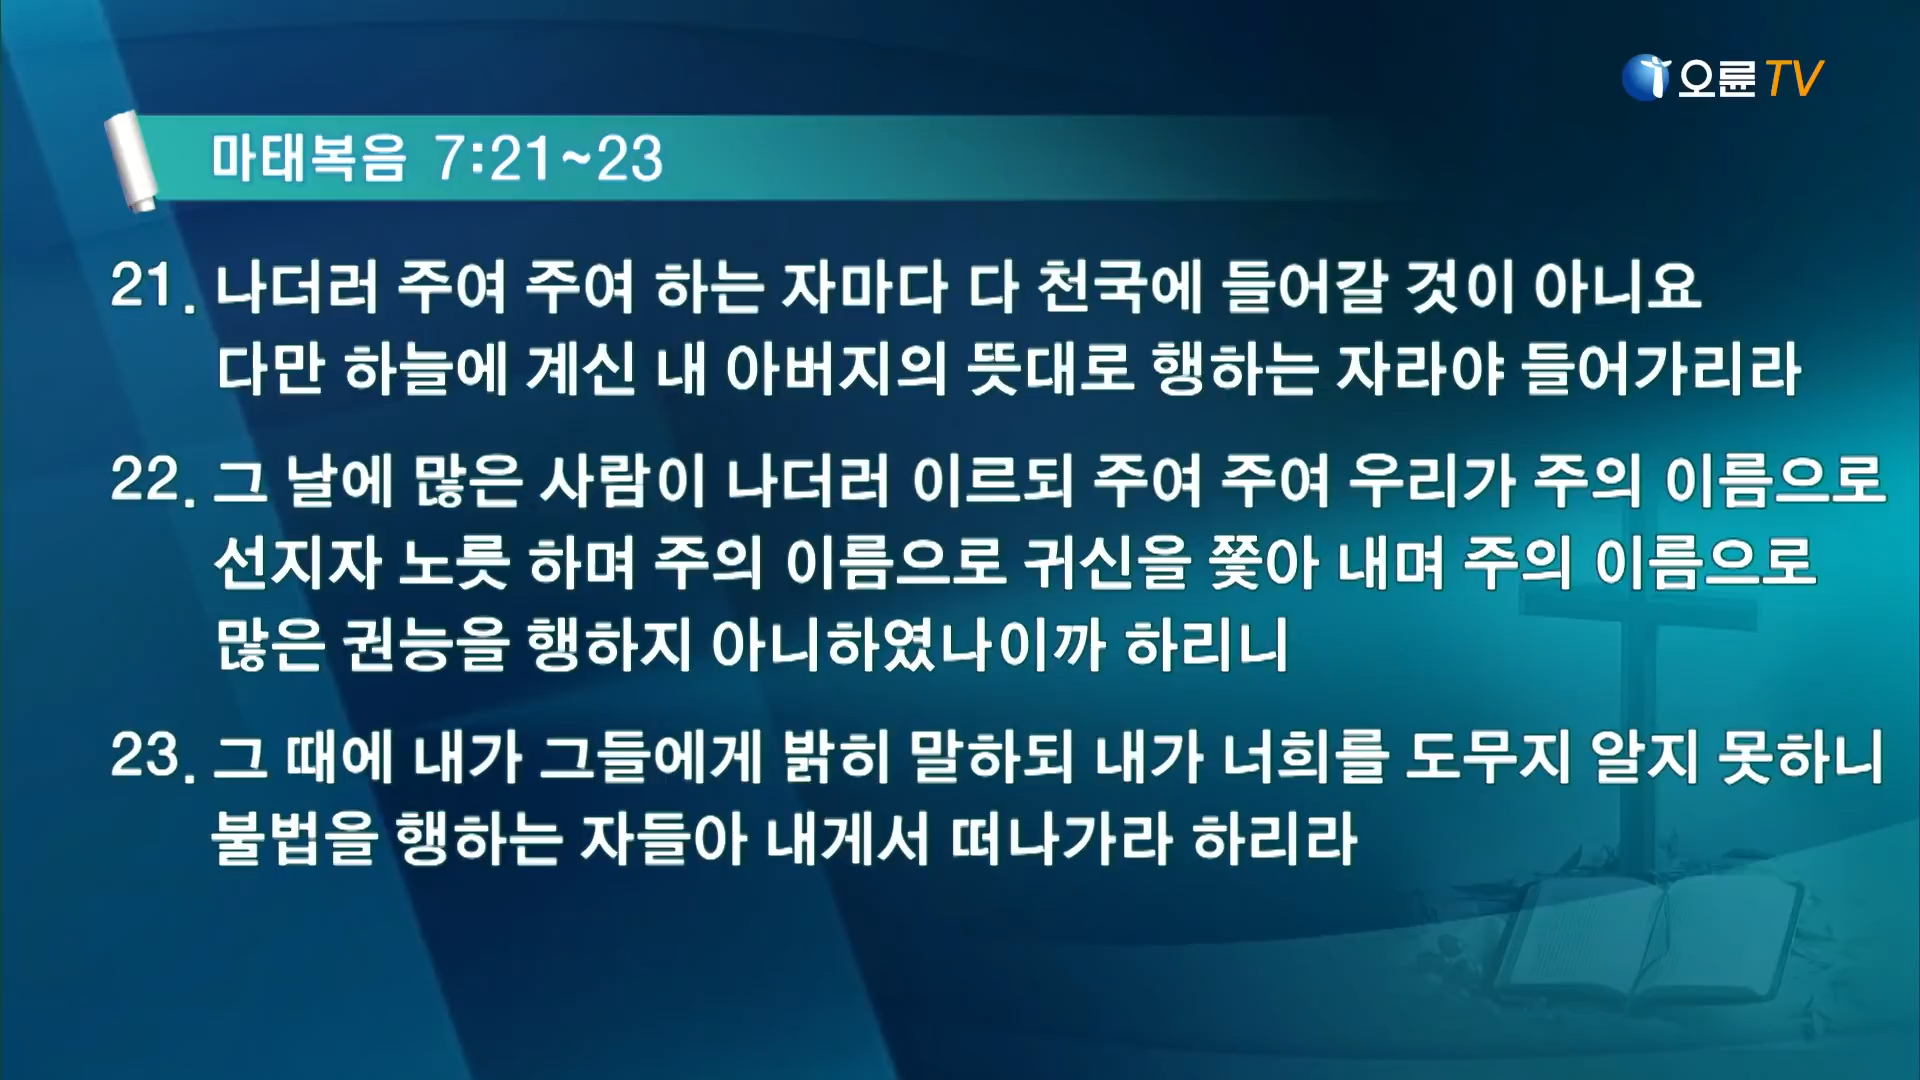 오륜TV
마태복음 7:21~23
21. 나더러 주여 주여 하는 자마다 다 천국에 들어갈 것이 아니요
다만 하늘에 계신 내 아버지의 뜻대로 행하는 자라야 들어가리라
22. 그 날에 많은 사람이 나더러 이르되 주여 주여 우리가 주의 이름으로
선지자 노릇 하며 주의 이름으로 귀신을 쫓아 내며 주의 이름으로
많은 권능을 행하지 아니하였나이까 하리니
23. 그 때에 내가 그들에게 밝히 말하되 내가 너희를 도무지 알지 못하니
불법을 행하는 자들아 내게서 떠나가라 하리라